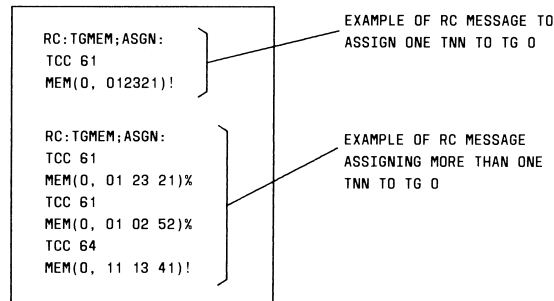 RC:TGMEM;ASGN:
TCC 61
MEM(0, 012321)!
EXAMPLE OF RC MESSAGE TO
ASSIGN ONE TNN TO TG 0
RC:TGMEM;ASGN:
TCC 61
MEM(0, 01 23 21)%
TCC 61
MEM(0, 01 02 52)%
TCC 64
MEM(0, 11 13 41)!
EXAMPLE OF RC MESSAGE
ASSIGNING MORE THAN ONE
TNN TO TG 0